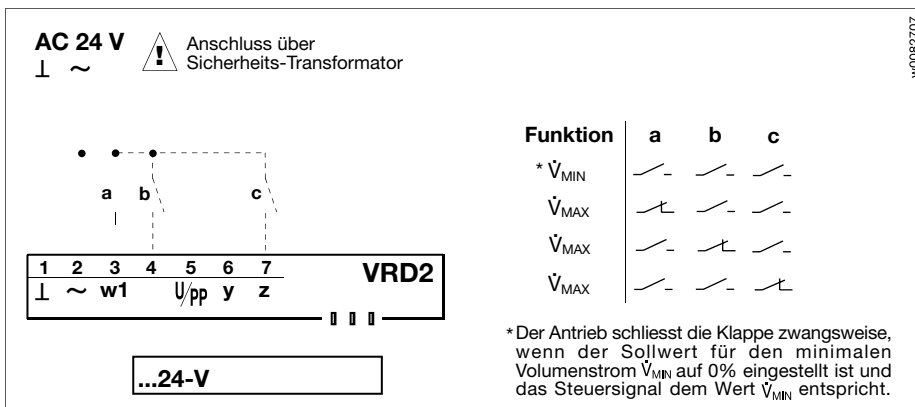 AC 24 V
⊥ ~
Anschluss über
Sicherheits-Transformator
w0083702
a b c
1 2 3 4 5 6 7
⊥ ~ w1 U/pp y z
VRD2
...24-V
Funktion a b c
* V̇MIN
V̇MAX
V̇MAX
V̇MAX
* Der Antrieb schliesst die Klappe zwangsweise,
wenn der Sollwert für den minimalen
Volumenstrom V̇MIN auf 0% eingestellt ist und
das Steuersignal dem Wert V̇MIN entspricht.